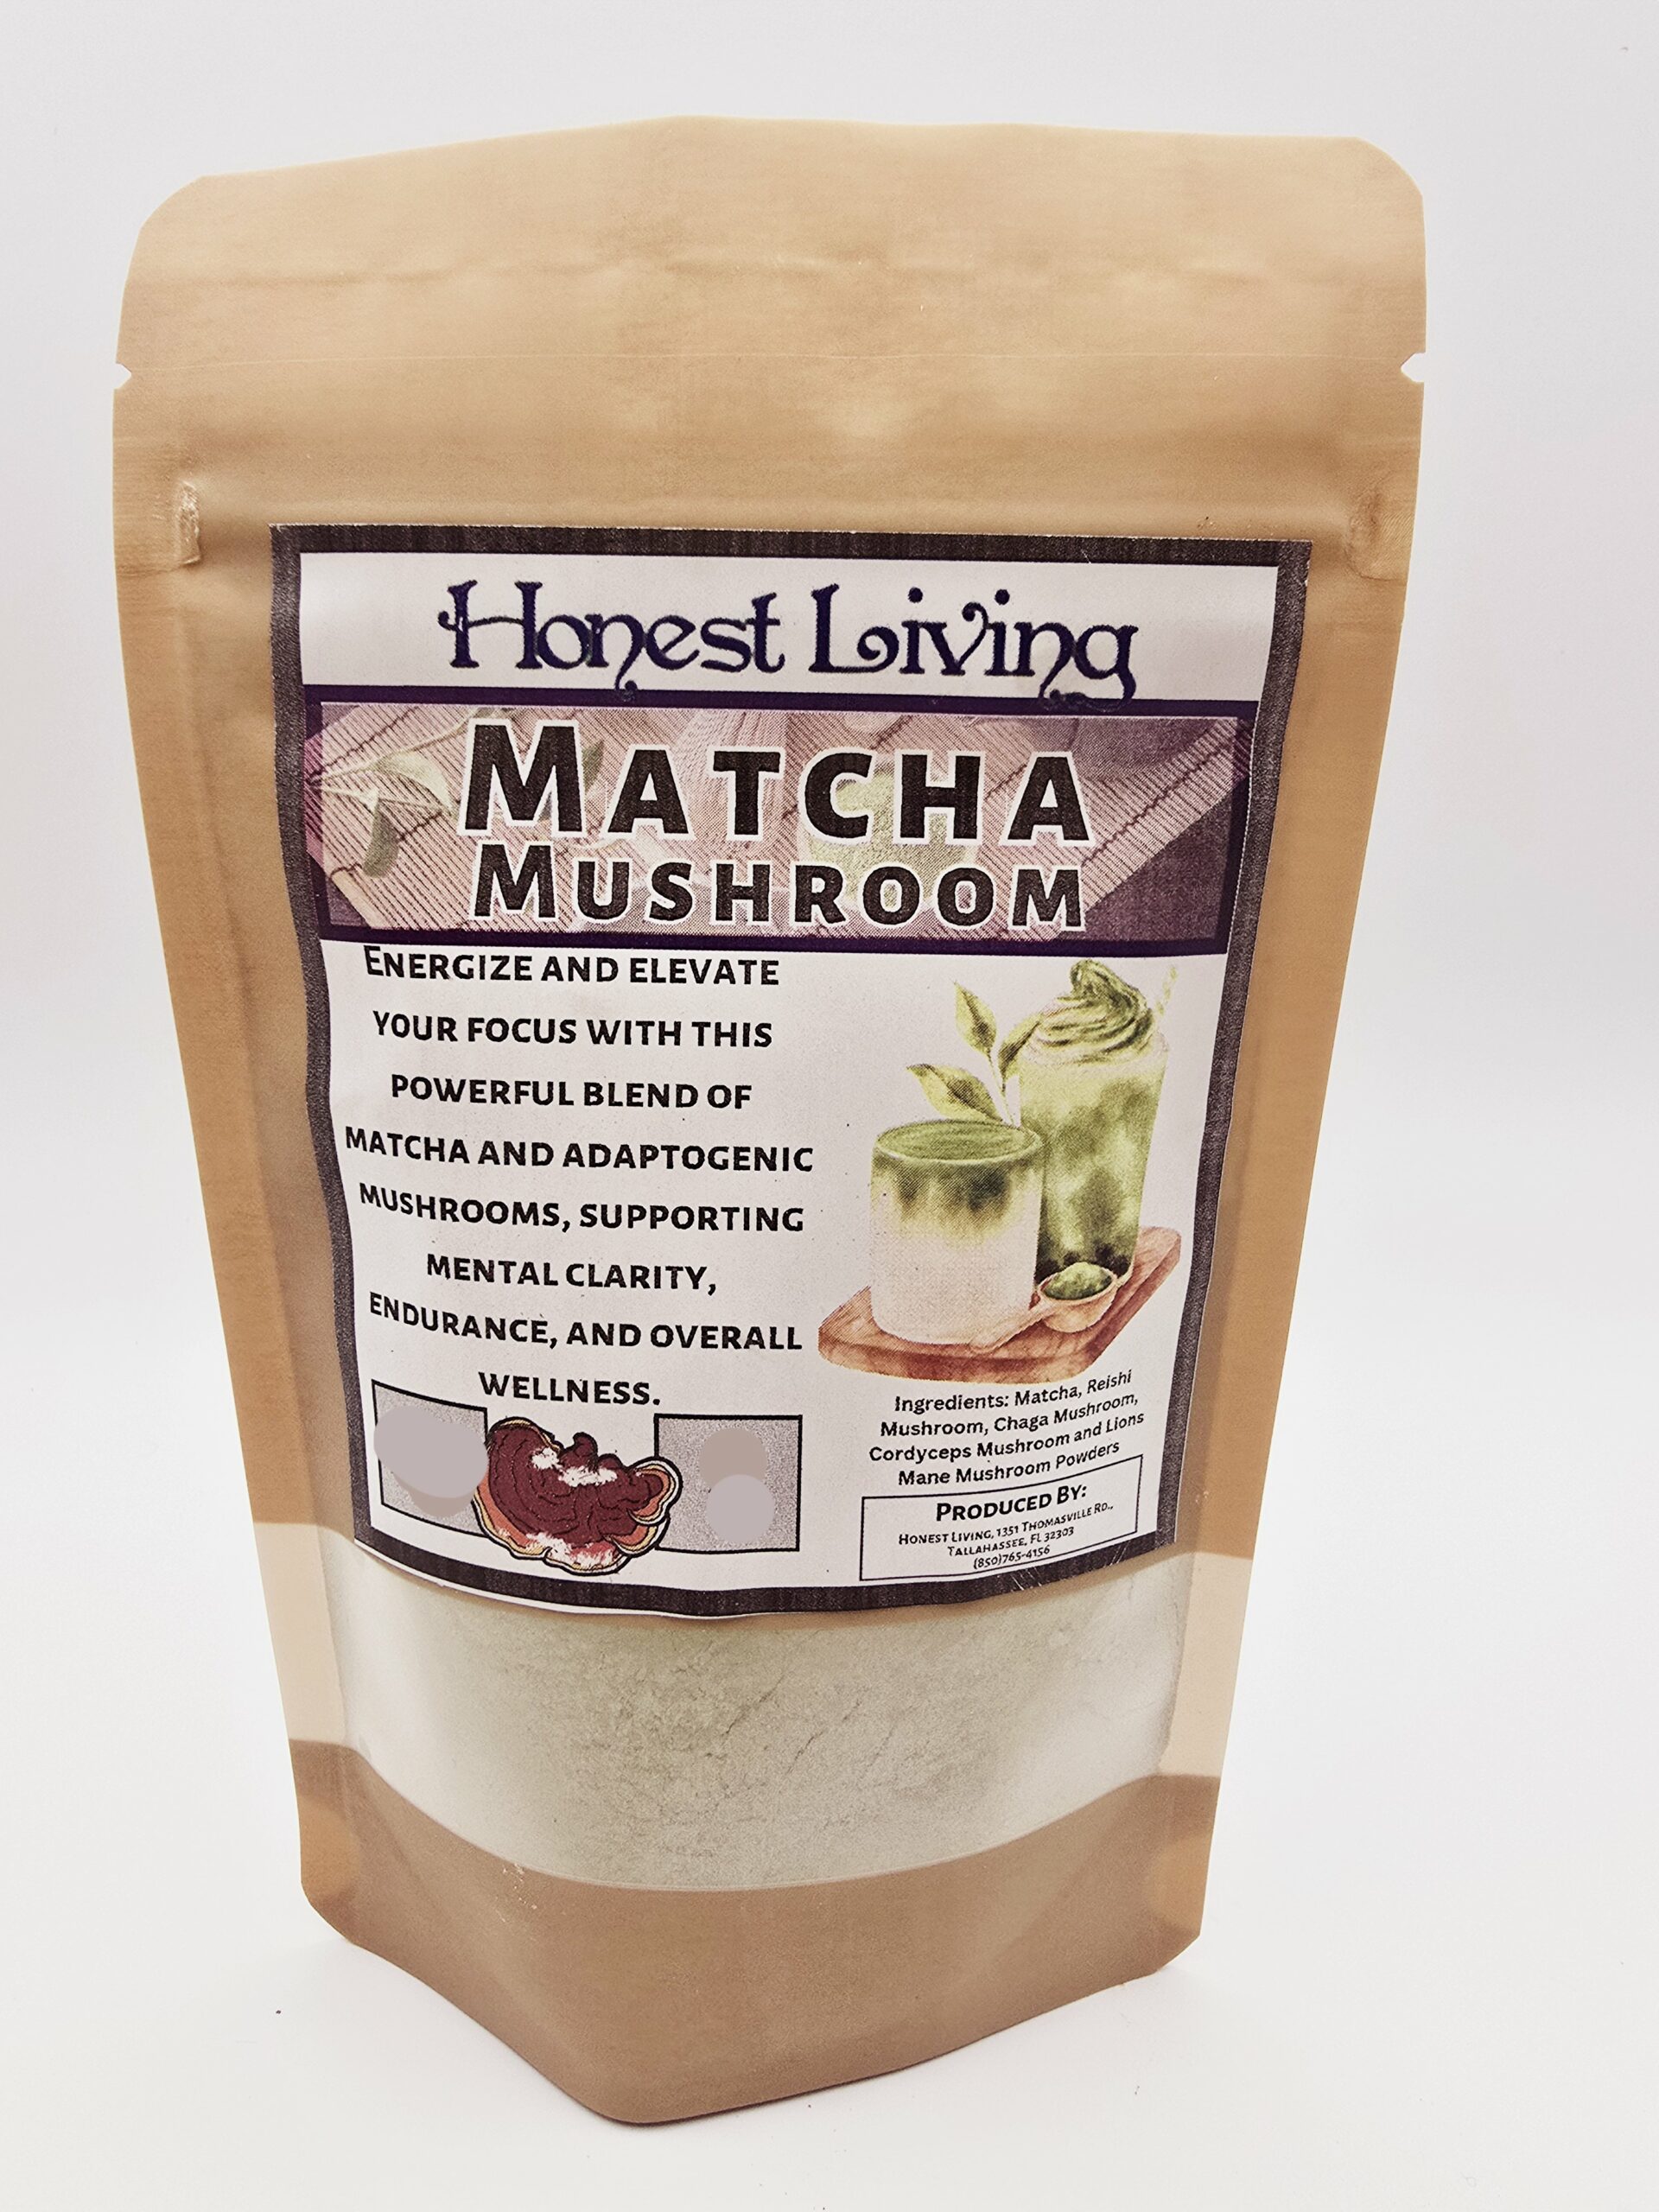 Honest Living
MATCHA
MUSHROOM
ENERGIZE AND ELEVATE
YOUR FOCUS WITH THIS
POWERFUL BLEND OF
MATCHA AND ADAPTOGENIC
MUSHROOMS, SUPPORTING
MENTAL CLARITY,
ENDURANCE, AND OVERALL
WELLNESS.
Ingredients: Matcha, Reishi
Mushroom, Chaga Mushroom,
Cordyceps Mushroom and Lions
Mane Mushroom Powders
PRODUCED BY:
HONEST LIVING, 1351 THOMASVILLE RD.,
TALLAHASSEE, FL 32303
(850)765-4156